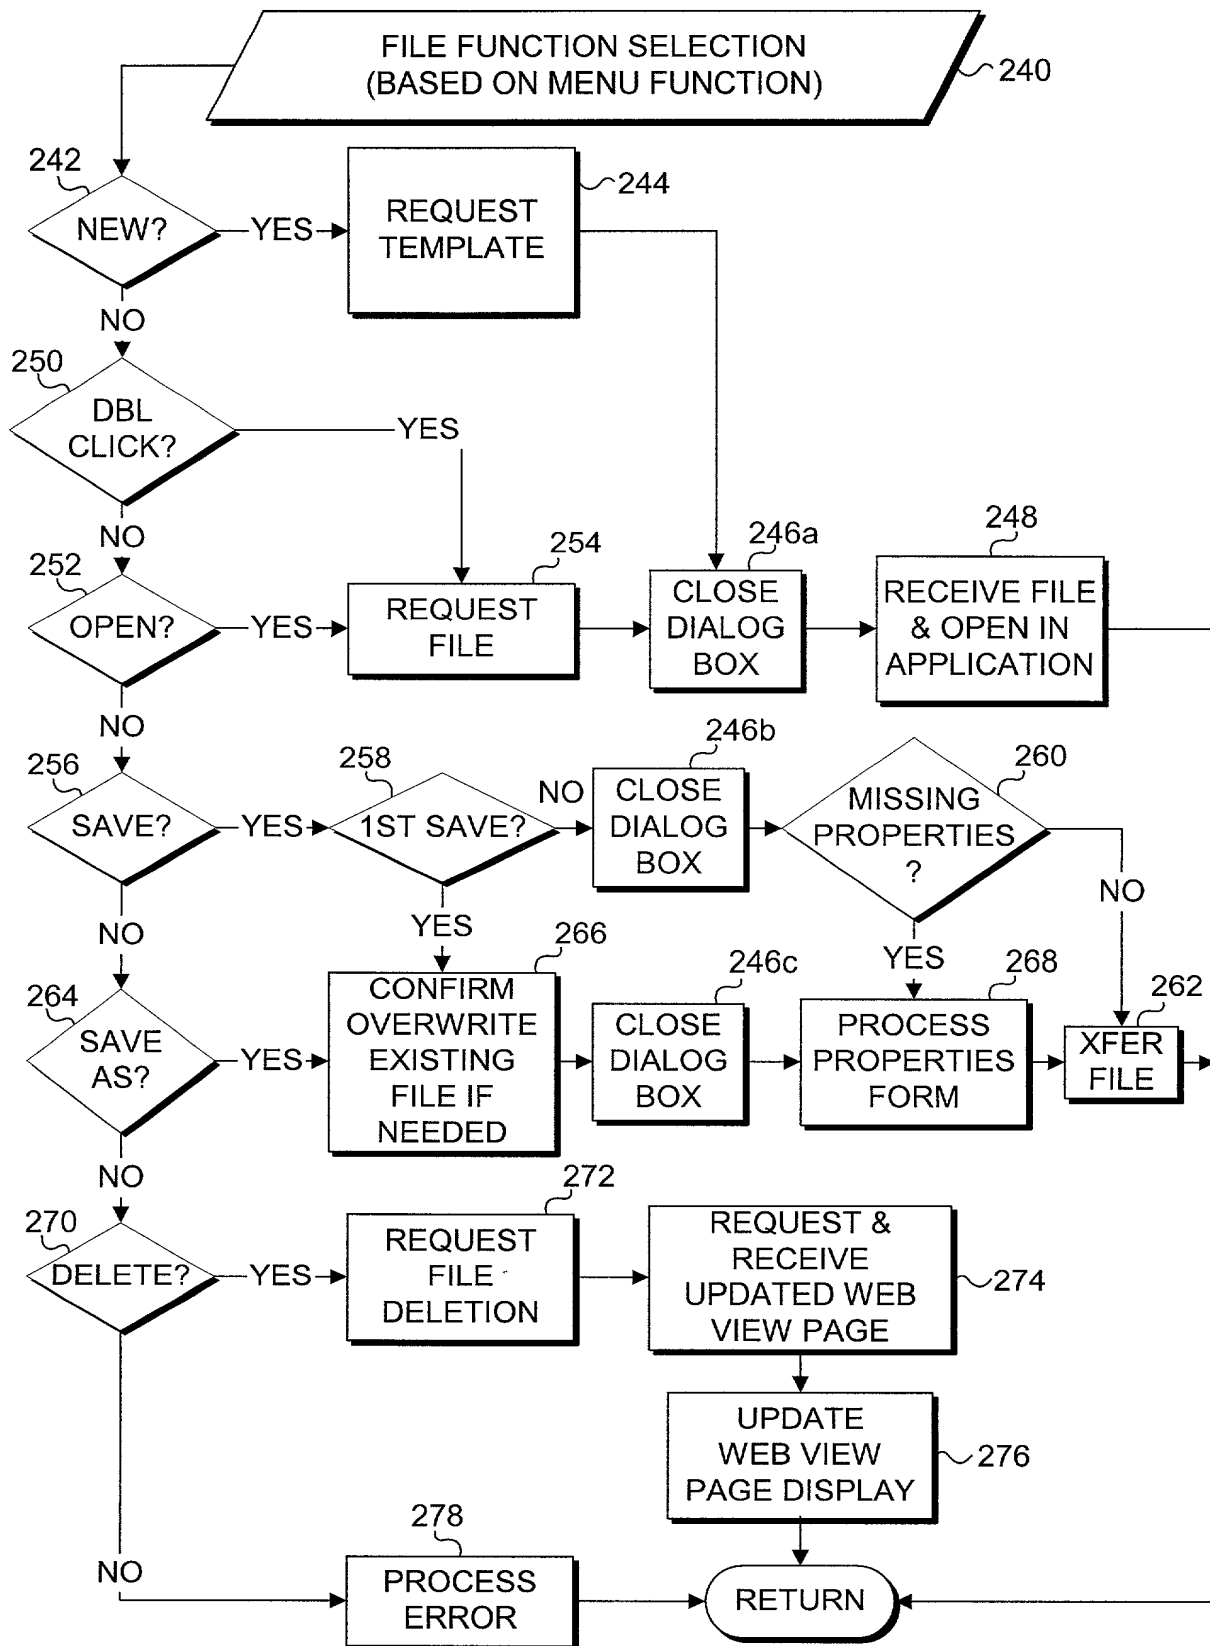 FILE FUNCTION SELECTION
(BASED ON MENU FUNCTION)
240
242
NEW?
YES
REQUEST
TEMPLATE
244
NO
250
DBL
CLICK?
YES
NO
252
OPEN?
YES
254
REQUEST
FILE
246a
CLOSE
DIALOG
BOX
248
RECEIVE FILE
& OPEN IN
APPLICATION
NO
256
SAVE?
YES
258
1ST SAVE?
NO
246b
CLOSE
DIALOG
BOX
260
MISSING
PROPERTIES
?
NO
YES
YES
NO
264
SAVE
AS?
YES
266
CONFIRM
OVERWRITE
EXISTING
FILE IF
NEEDED
246c
CLOSE
DIALOG
BOX
268
PROCESS
PROPERTIES
FORM
262
XFER
FILE
NO
270
DELETE?
YES
272
REQUEST
FILE
DELETION
REQUEST &
RECEIVE
UPDATED WEB
VIEW PAGE
274
UPDATE
WEB VIEW
PAGE DISPLAY
276
NO
278
PROCESS
ERROR
RETURN